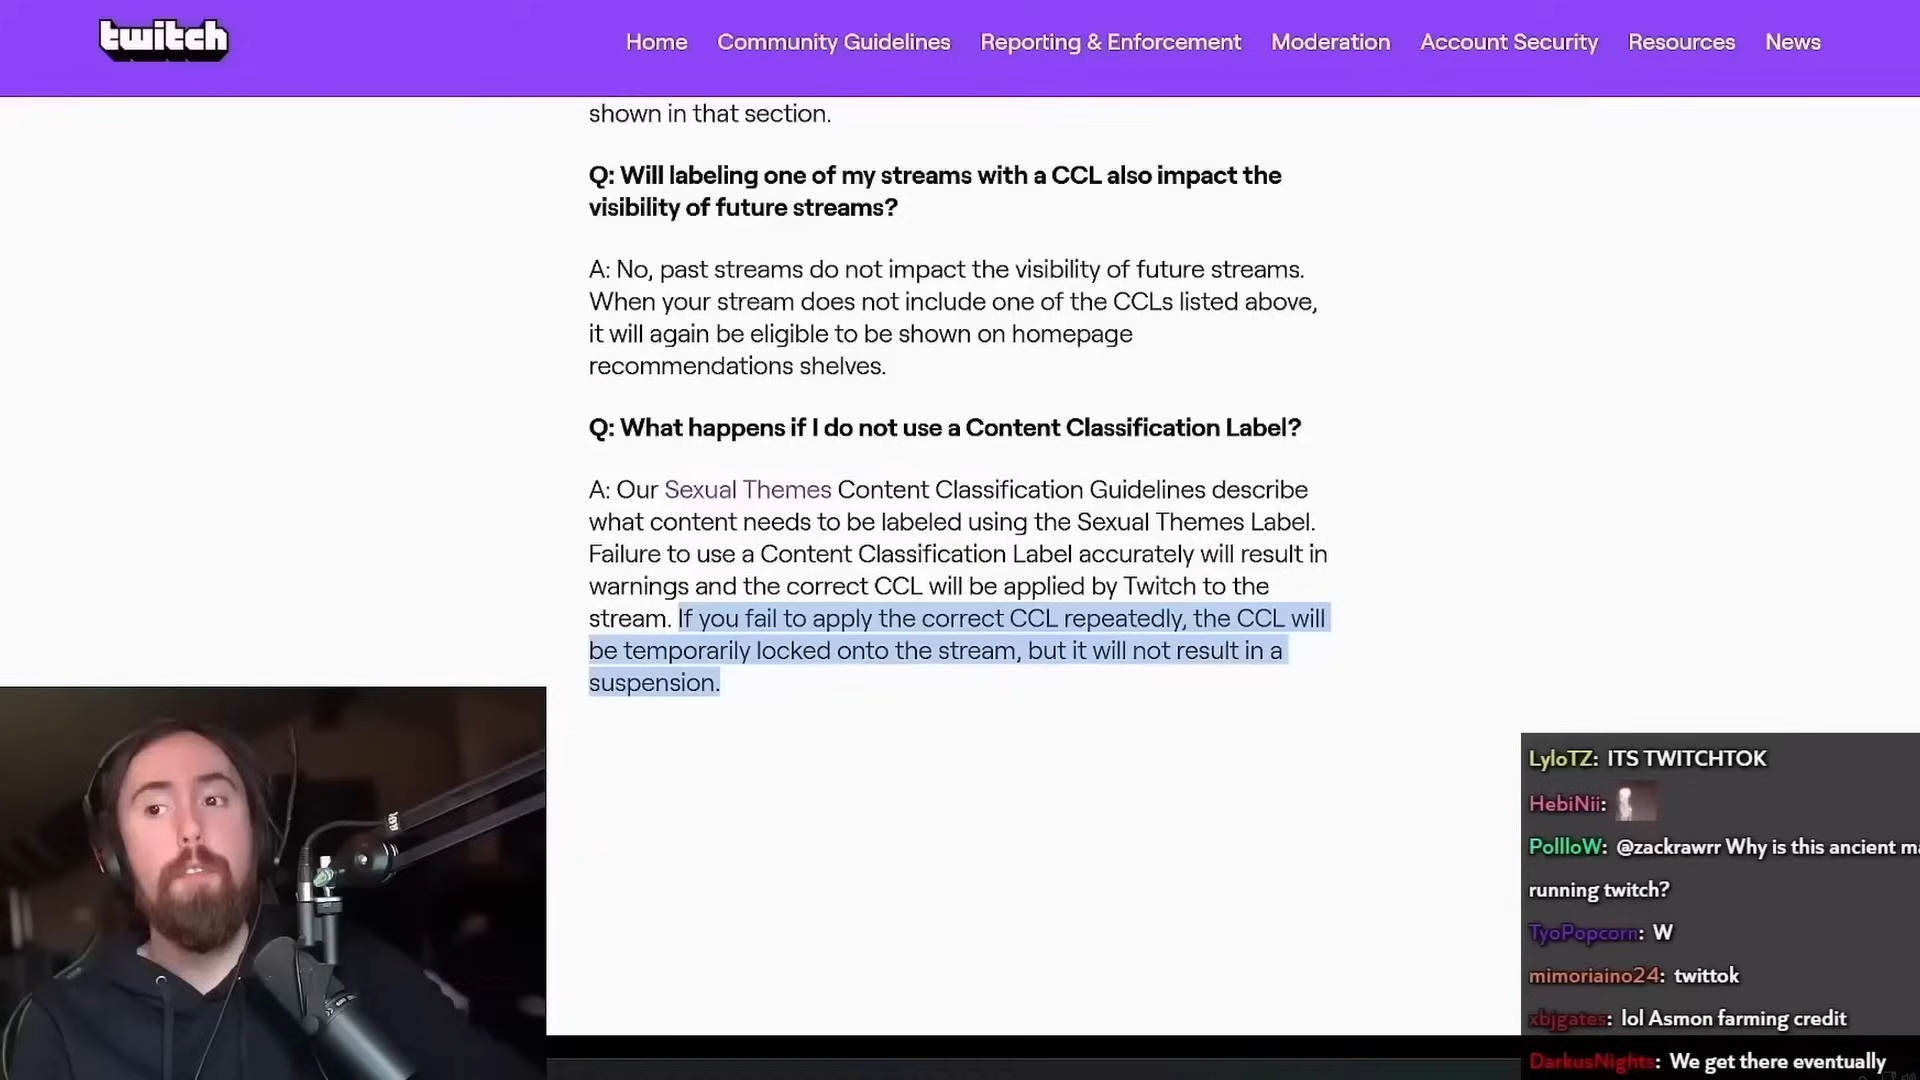 twitch
Home Community Guidelines Reporting & Enforcement Moderation Account Security Resources News
shown in that section.
Q: Will labeling one of my streams with a CCL also impact the
visibility of future streams?
A: No, past streams do not impact the visibility of future streams.
When your stream does not include one of the CCLs listed above,
it will again be eligible to be shown on homepage
recommendations shelves.
Q: What happens if I do not use a Content Classification Label?
A: Our Sexual Themes Content Classification Guidelines describe
what content needs to be labeled using the Sexual Themes Label.
Failure to use a Content Classification Label accurately will result in
warnings and the correct CCL will be applied by Twitch to the
stream. If you fail to apply the correct CCL repeatedly, the CCL will
be temporarily locked onto the stream, but it will not result in a
suspension.
LyloTZ: ITS TWITCHTOK
HebiNii:
PollloW: @zackrawrr Why is this ancient ma
running twitch?
TyoPopcorn: W
mimoriaino24: twittok
xbjgates: lol Asmon farming credit
DarkusNights: We get there eventually